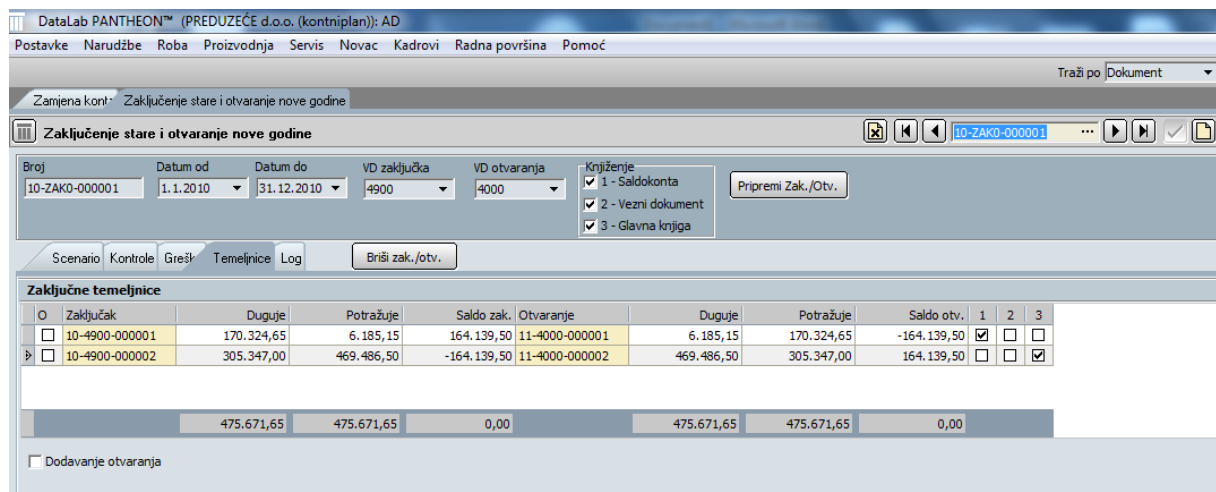 DataLab PANTHEON™ (PREDUZEĆE d.o.o. (kontniplan)): AD
Postavke Narudžbe Roba Proizvodnja Servis Novac Kadrovi Radna površina Pomoć
Traži po Dokument
Zamjena kont Zaključenje stare i otvaranje nove godine
Zaključenje stare i otvaranje nove godine 10-ZAK0-000001 ...
Broj Datum od Datum do VD zaključka VD otvaranja Knjiženje
10-ZAK0-000001 1.1.2010 31.12.2010 4900 4000 1 - Saldokonta Pripremi Zak./Otv.
2 - Vezni dokument
3 - Glavna knjiga
Scenario Kontrole Grešk Temeljnice Log Briši zak./otv.
Zaključne temeljnice
O Zaključak Duguje Potražuje Saldo zak. Otvaranje Duguje Potražuje Saldo otv. 1 2 3
10-4900-000001 170.324,65 6.185,15 164.139,50 11-4000-000001 6.185,15 170.324,65 -164.139,50
10-4900-000002 305.347,00 469.486,50 -164.139,50 11-4000-000002 469.486,50 305.347,00 164.139,50
475.671,65 475.671,65 0,00 475.671,65 475.671,65 0,00
Dodavanje otvaranja